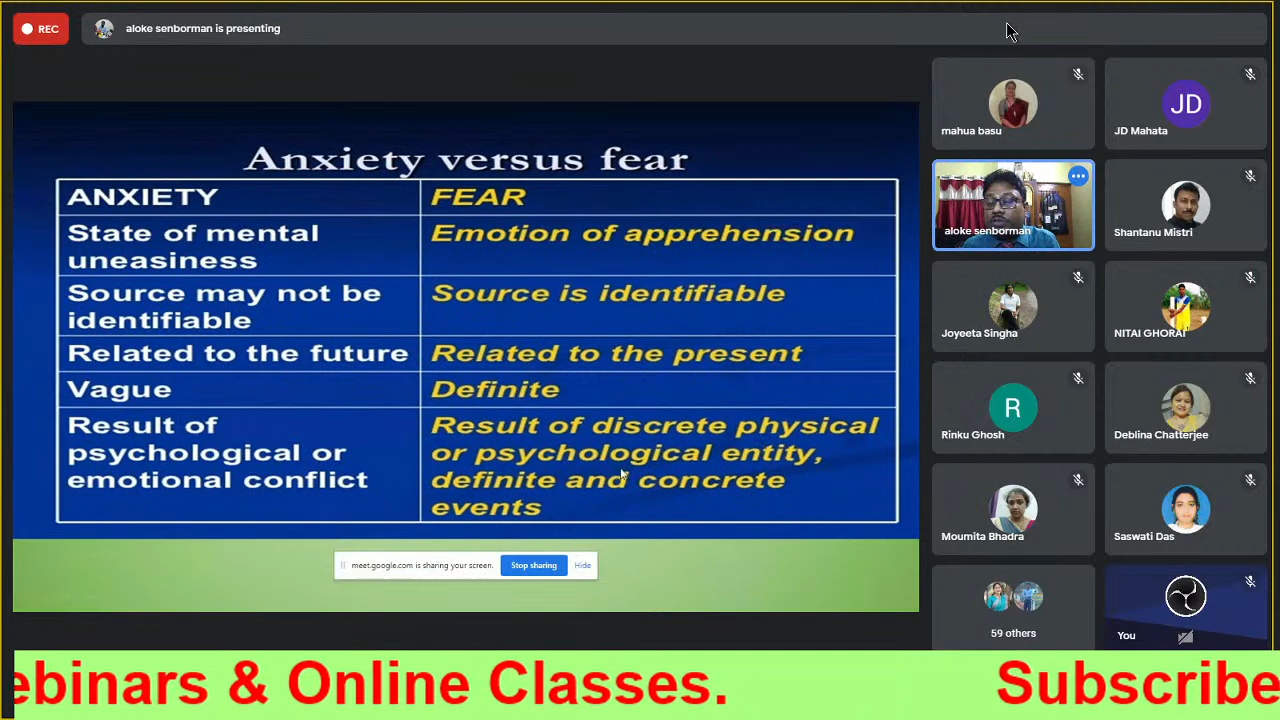 REC
aloke senborman is presenting
Anxiety versus fear
ANXIETY
FEAR
State of mental
uneasiness
Emotion of apprehension
Source may not be
identifiable
Source is identifiable
Related to the future
Related to the present
Vague
Definite
Result of
psychological or
emotional conflict
Result of discrete physical
or psychological entity,
definite and concrete
events
meet.google.com is sharing your screen.
Stop sharing
Hide
mahua basu
JD
JD Mahata
aloke senborman
Shantanu Mistri
Joyeeta Singha
NITAI GHORAI
R
Rinku Ghosh
Deblina Chatterjee
Moumita Bhadra
Saswati Das
59 others
You
ebinars & Online Classes.
Subscribe